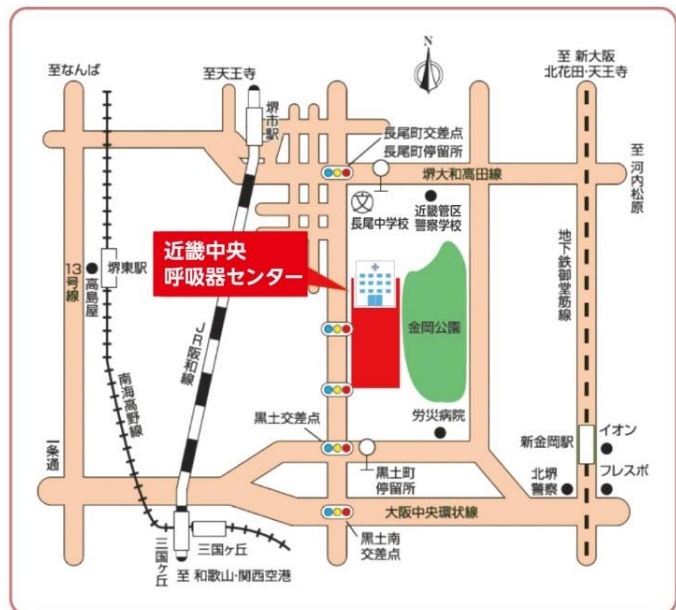 至なんば
至天王寺
N
至 新大阪
北花田・天王寺
堺市駅
長尾町交差点
長尾町停留所
堺大和高田線
至 河内松原
長尾中学校
近畿管区
警察学校
近畿中央
呼吸器センター
13号線
高島屋
堺東駅
JR阪和線
金岡公園
地下鉄御堂筋線
南海高野線
労災病院
黒土交差点
新金岡駅
イオン
一条通
黒土町
停留所
北堺
警察
フレスポ
大阪中央環状線
三国ヶ丘
三国ヶ丘
黒土南
交差点
至 和歌山・関西空港